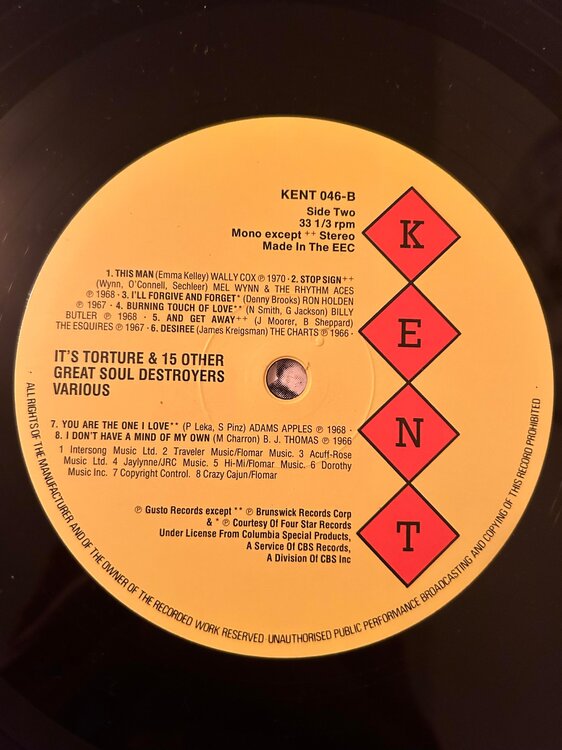 KENT 046-B
Side Two
33 1/3 rpm
Mono except ++ Stereo
Made In The EEC
K
E
N
T
1. THIS MAN (Emma Kelley) WALLY COX ℗ 1970 · 2. STOP SIGN++
(Wynn, O'Connell, Sechleer) MEL WYNN & THE RHYTHM ACES
℗ 1968 · 3. I'LL FORGIVE AND FORGET* (Denny Brooks) RON HOLDEN
℗ 1967 · 4. BURNING TOUCH OF LOVE** (N Smith, G Jackson) BILLY
BUTLER ℗ 1968 · 5. AND GET AWAY++ (J Moorer, B Sheppard)
THE ESQUIRES ℗ 1967 · 6. DESIREE (James Kreigsman) THE CHARTS ℗ 1966 ·
IT'S TORTURE & 15 OTHER
GREAT SOUL DESTROYERS
VARIOUS
7. YOU ARE THE ONE I LOVE** (P Leka, S Pinz) ADAMS APPLES ℗ 1968 ·
8. I DON'T HAVE A MIND OF MY OWN (M Charron) B. J. THOMAS ℗ 1966
1 Intersong Music Ltd. 2 Traveler Music/Flomar Music. 3 Acuff-Rose
Music Ltd. 4 Jaylynne/JRC Music. 5 Hi-Mi/Flomar Music. 6 Dorothy
Music Inc. 7 Copyright Control. 8 Crazy Cajun/Flomar
℗ Gusto Records except ** ℗ Brunswick Records Corp
& * ℗ Courtesy Of Four Star Records
Under License From Columbia Special Products,
A Service Of CBS Records,
A Division Of CBS Inc
· ALL RIGHTS OF THE MANUFACTURER AND OF THE OWNER OF THE RECORDED WORK RESERVED · UNAUTHORISED PUBLIC PERFORMANCE BROADCASTING AND COPYING OF THIS RECORD PROHIBITED ·